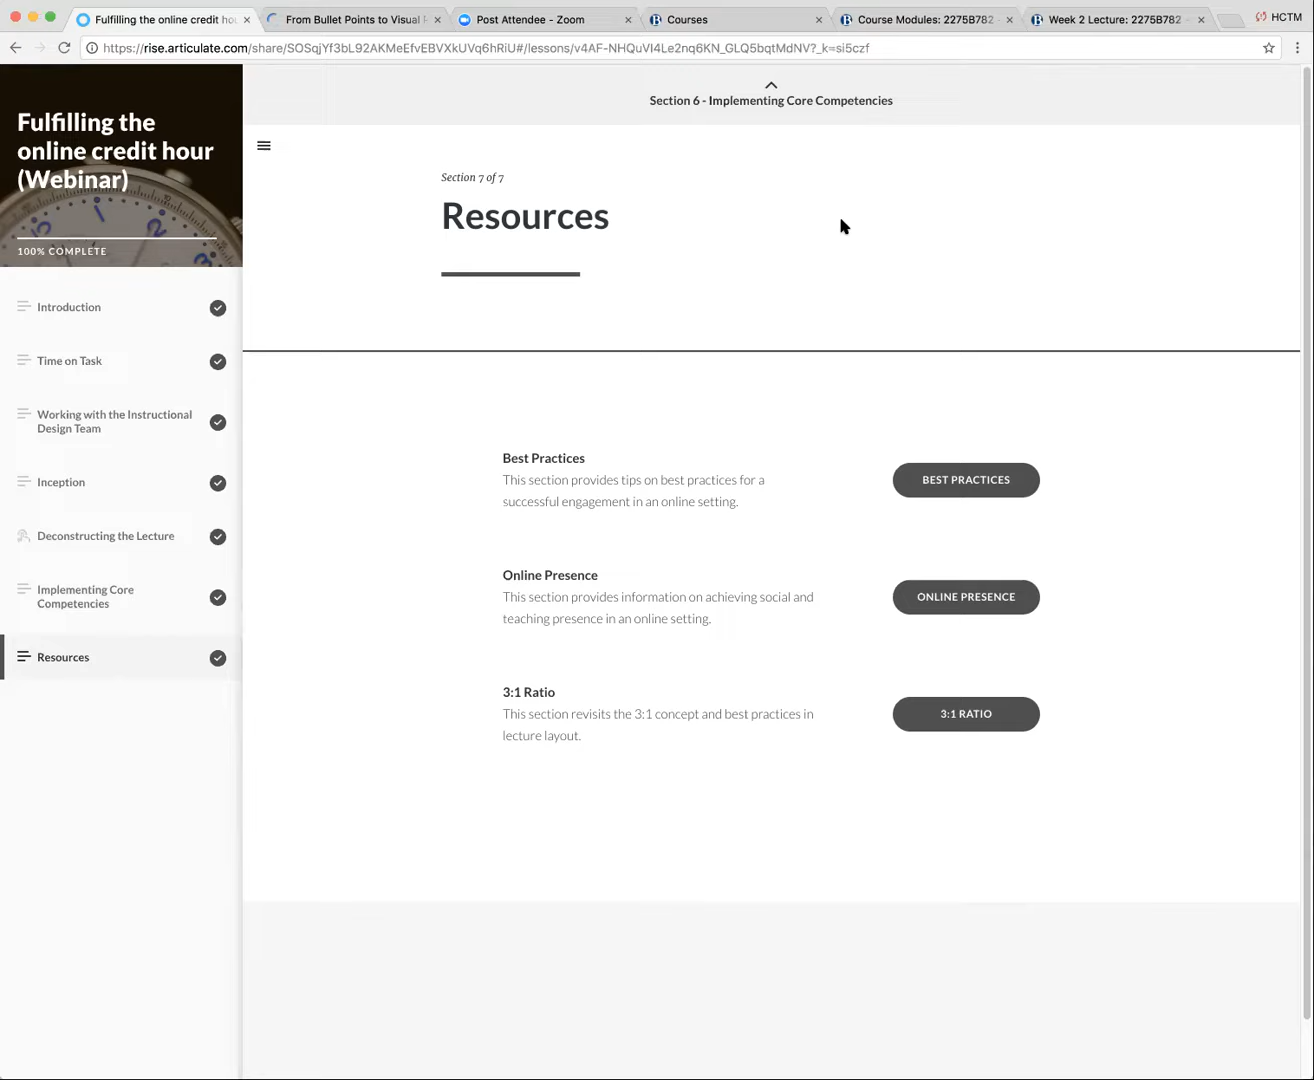 Fulfilling the online credit hou
From Bullet Points to Visual
Post Attendee - Zoom
Courses
Course Modules: 2275B782
Week 2 Lecture: 2275B782
HCTM
https://rise.articulate.com/share/SOSqjYf3bL92AKMeEfvEBVXkUVq6hRiU#/lessons/v4AF-NHQuVI4Le2nq6KN_GLQ5bqtMdNV?_k=si5czf
Fulfilling the
online credit hour
(Webinar)
100% COMPLETE
Introduction
Time on Task
Working with the Instructional
Design Team
Inception
Deconstructing the Lecture
Implementing Core
Competencies
Resources
Section 6 - Implementing Core Competencies
Section 7 of 7
Resources
Best Practices
This section provides tips on best practices for a
successful engagement in an online setting.
BEST PRACTICES
Online Presence
This section provides information on achieving social and
teaching presence in an online setting.
ONLINE PRESENCE
3:1 Ratio
This section revisits the 3:1 concept and best practices in
lecture layout.
3:1 RATIO